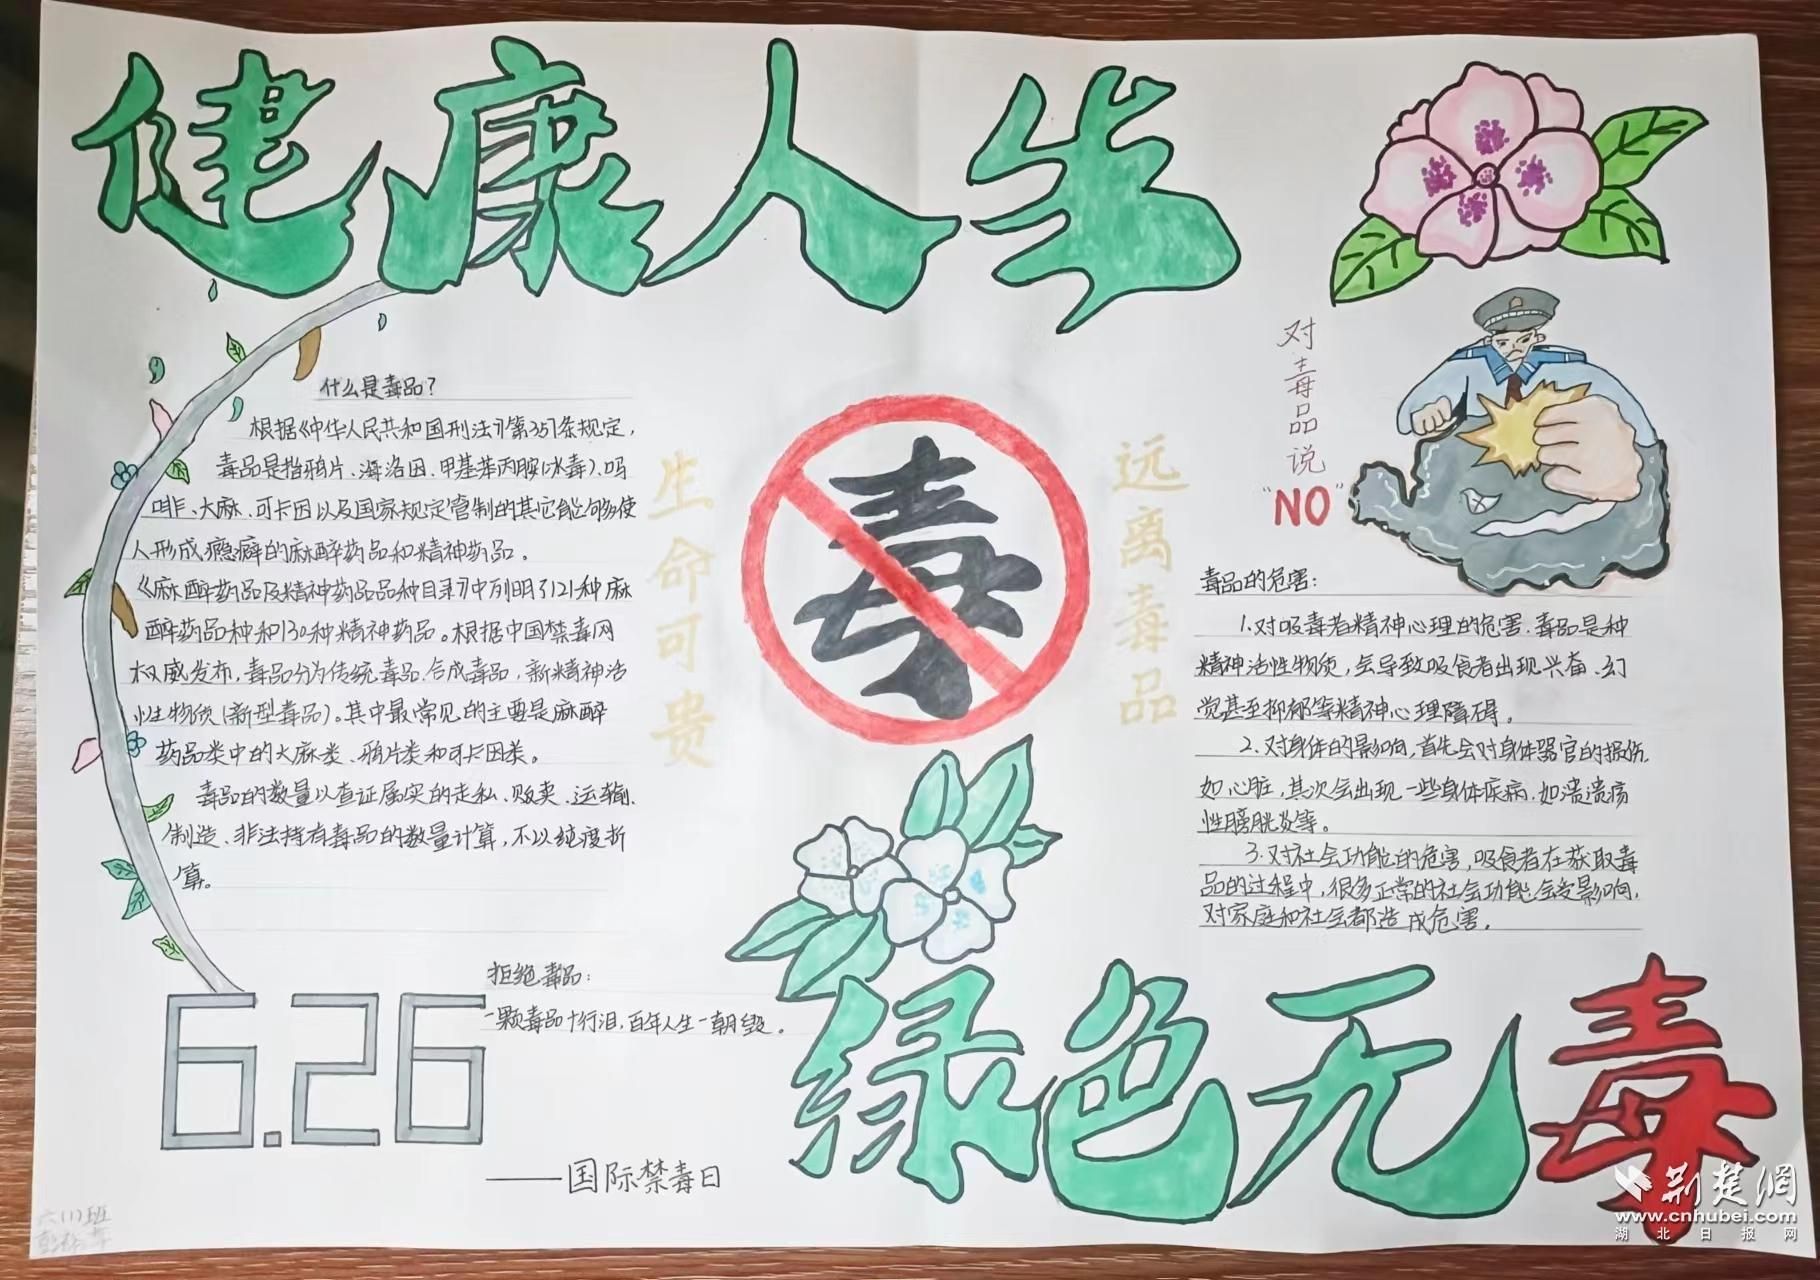 健康人生
什么是毒品?
根据《中华人民共和国刑法》第357条规定,
毒品是指鸦片、海洛因、甲基苯丙胺(冰毒)、吗
啡、大麻、可卡因以及国家规定管制的其它能够使
人形成瘾癖的麻醉药品和精神药品。
《麻醉药品及精神药品品种目录》中列明了121种麻
醉药品种和130种精神药品。根据中国禁毒网
权威发布,毒品分为传统毒品、合成毒品,新精神活
性物质(新型毒品)。其中最常见的主要是麻醉
药品类中的大麻类、鸦片类和可卡因类。
毒品的数量以查证属实的走私、贩卖、运输、
制造、非法持有毒品的数量计算,不以纯度折
算。
生命可贵
毒
远离毒品
对毒品说
"NO"
毒品的危害:
1.对吸毒者精神心理的危害,毒品是种
精神活性物质,会导致吸食者出现兴奋、幻
觉甚至抑郁等精神心理障碍。
2.对身体的影响,首先会对身体器官的损伤,
如心脏,其次会出现一些身体疾病,如溃遗疡
性膀胱炎等。
3.对社会功能的危害,吸食者在获取毒
品的过程中,很多正常的社会功能会受影响,
对家庭和社会都造成危害。
拒绝毒品:
一颗毒品十行泪,百年人生一朝毁。
6.26
——国际禁毒日
绿色无毒
六(1)班
荆楚网
www.cnhubei.com
湖北日报网